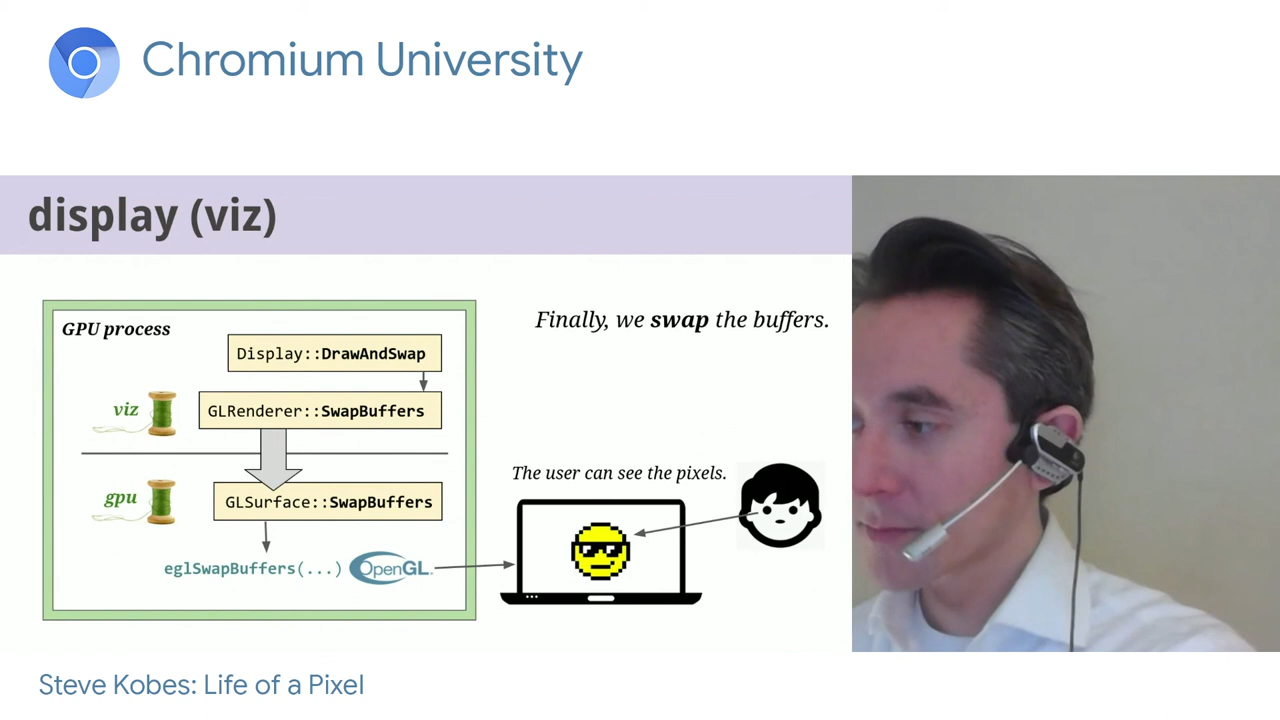 Chromium University
display (viz)
GPU process
Finally, we swap the buffers.
Display::DrawAndSwap
viz
GLRenderer::SwapBuffers
The user can see the pixels.
gpu
GLSurface::SwapBuffers
eglSwapBuffers(...)
OpenGL.
Steve Kobes: Life of a Pixel